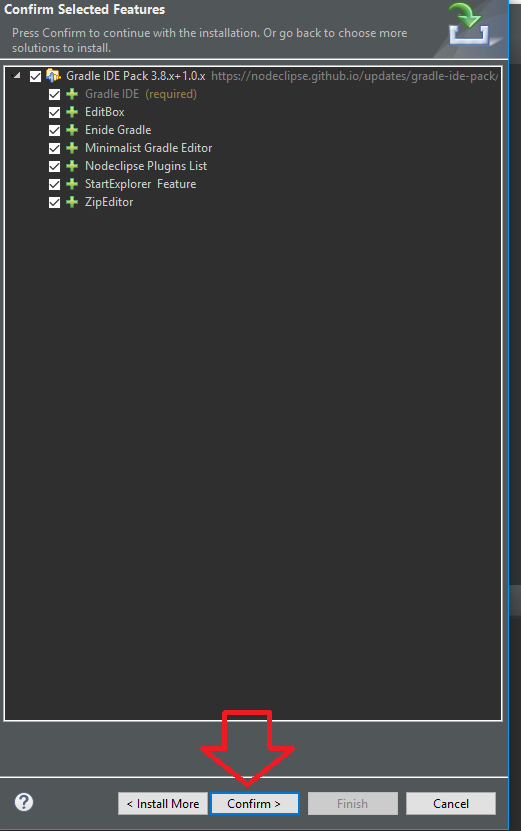 Confirm Selected Features
Press Confirm to continue with the installation. Or go back to choose more
solutions to install.
Gradle IDE Pack 3.8.x+1.0.x https://nodeclipse.github.io/updates/gradle-ide-pack/
Gradle IDE (required)
EditBox
Enide Gradle
Minimalist Gradle Editor
Nodeclipse Plugins List
StartExplorer Feature
ZipEditor
?
< Install More
Confirm >
Finish
Cancel